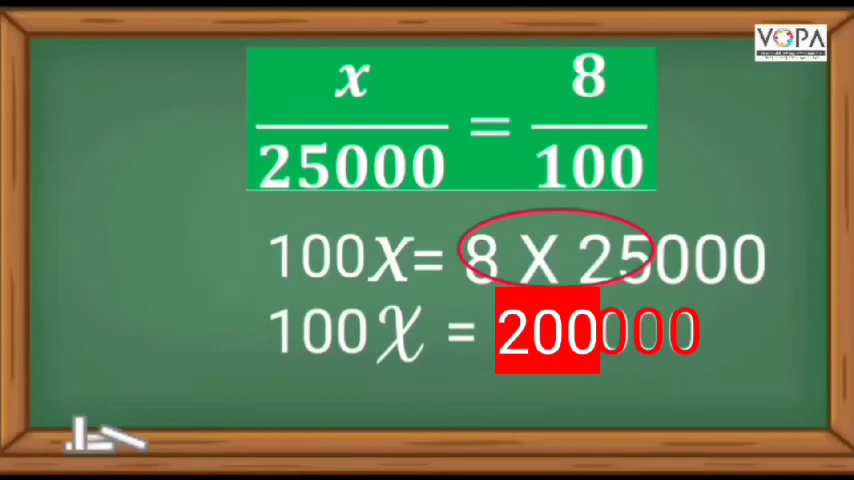 VOPA
x
25000
=
8
100
100x= 8 X 25000
100x = 200000